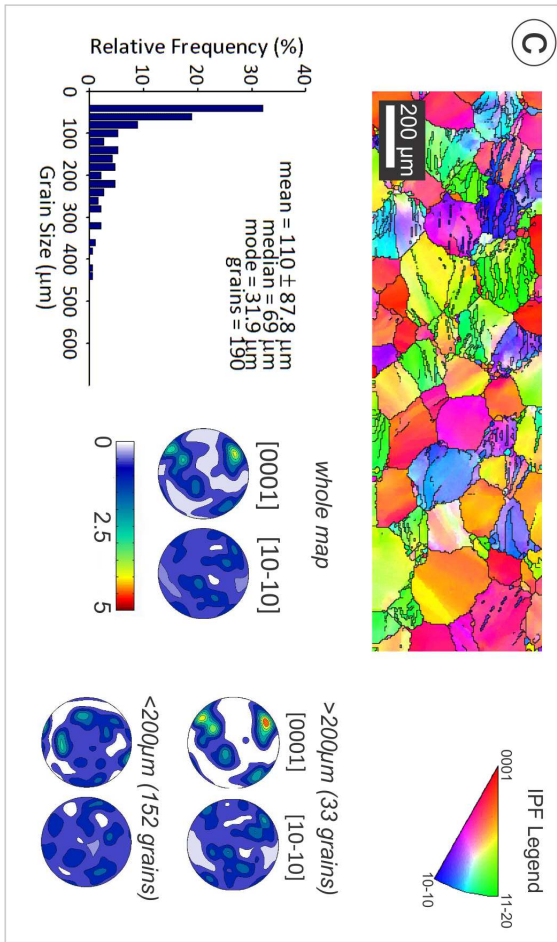 C
200 µm
IPF Legend
0001
11-20
10-10
Relative Frequency (%)
40
30
20
10
0
0
100
200
300
400
500
600
Grain Size (µm)
mean = 110 ± 87.8 µm
median = 69 µm
mode = 31.9 µm
grains = 190
whole map
[0001]
[10-10]
0
2.5
5
>200µm (33 grains)
[0001]
[10-10]
<200µm (152 grains)